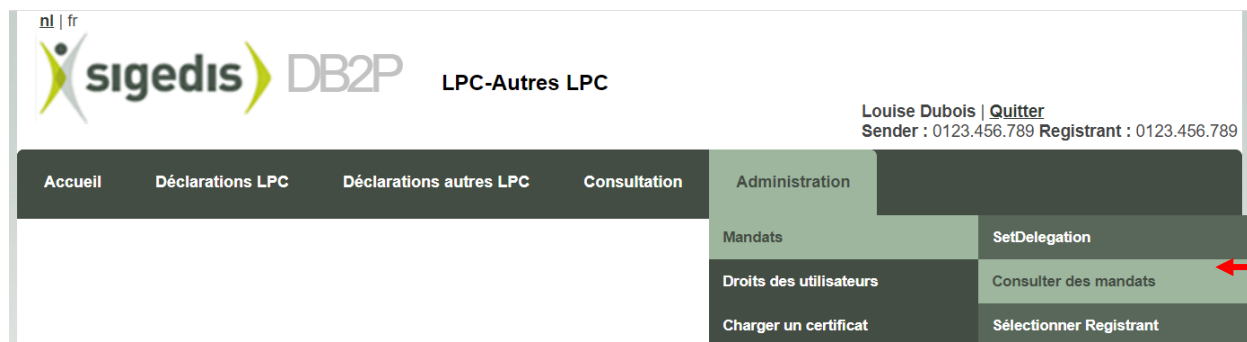 nl | fr
sigedis DB2P LPC-Autres LPC
Louise Dubois | Quitter
Sender : 0123.456.789 Registrant : 0123.456.789
Accueil Déclarations LPC Déclarations autres LPC Consultation Administration
Mandats SetDelegation
Droits des utilisateurs Consulter des mandats
Charger un certificat Sélectionner Registrant